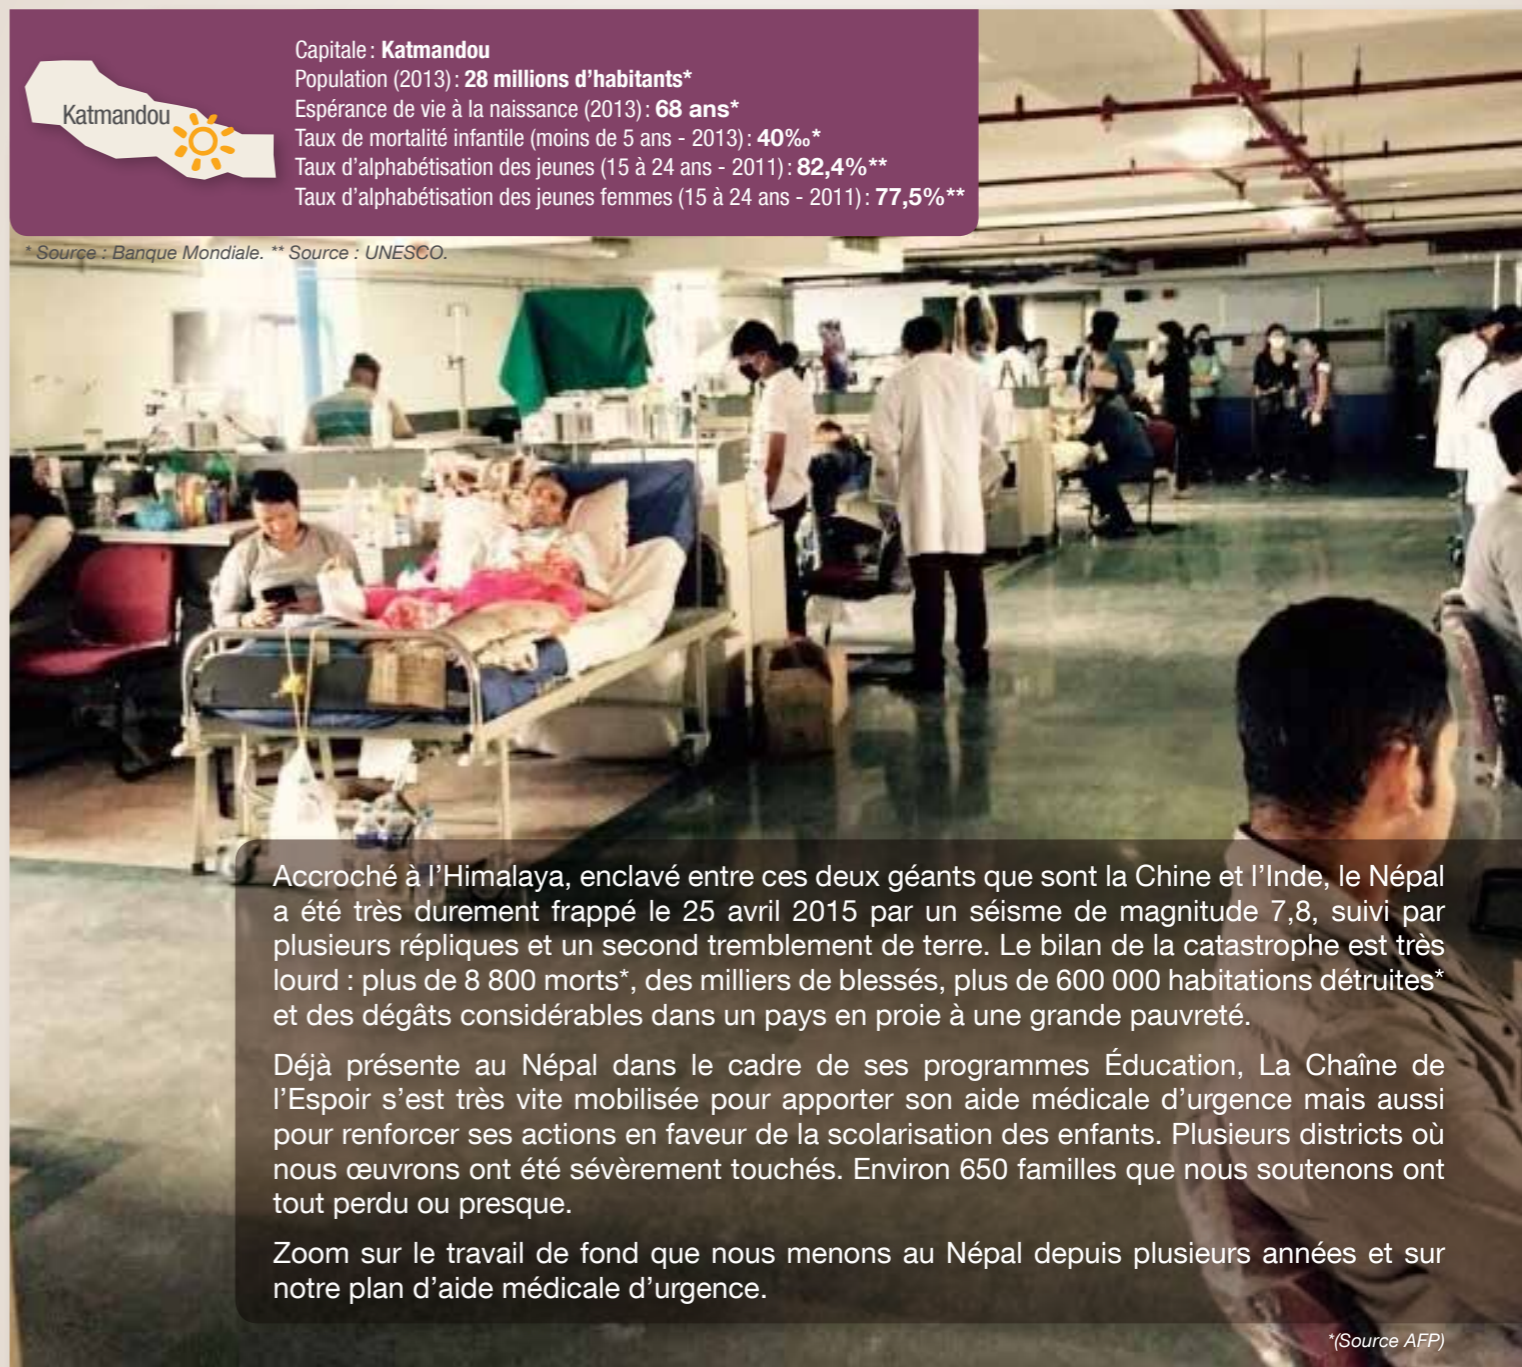 Katmandou
Capitale : Katmandou
Population (2013) : 28 millions d'habitants*
Espérance de vie à la naissance (2013) : 68 ans*
Taux de mortalité infantile (moins de 5 ans - 2013) : 40‰*
Taux d'alphabétisation des jeunes (15 à 24 ans - 2011) : 82,4%**
Taux d'alphabétisation des jeunes femmes (15 à 24 ans - 2011) : 77,5%**
* Source : Banque Mondiale. ** Source : UNESCO.
Accroché à l'Himalaya, enclavé entre ces deux géants que sont la Chine et l'Inde, le Népal
a été très durement frappé le 25 avril 2015 par un séisme de magnitude 7,8, suivi par
plusieurs répliques et un second tremblement de terre. Le bilan de la catastrophe est très
lourd : plus de 8 800 morts*, des milliers de blessés, plus de 600 000 habitations détruites*
et des dégâts considérables dans un pays en proie à une grande pauvreté.
Déjà présente au Népal dans le cadre de ses programmes Éducation, La Chaîne de
l'Espoir s'est très vite mobilisée pour apporter son aide médicale d'urgence mais aussi
pour renforcer ses actions en faveur de la scolarisation des enfants. Plusieurs districts où
nous œuvrons ont été sévèrement touchés. Environ 650 familles que nous soutenons ont
tout perdu ou presque.
Zoom sur le travail de fond que nous menons au Népal depuis plusieurs années et sur
notre plan d'aide médicale d'urgence.
*(Source AFP)